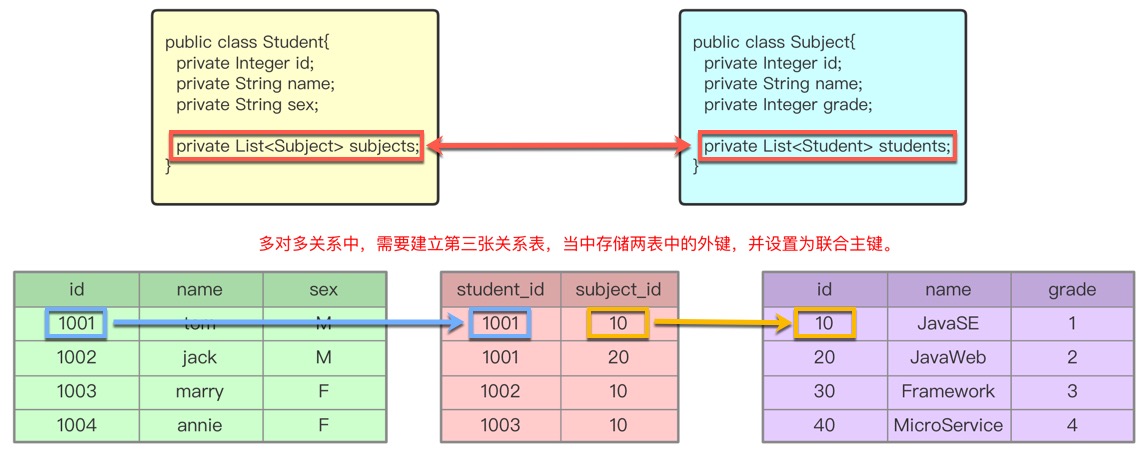 public class Student{
private Integer id;
private String name;
private String sex;
private List<Subject> subjects;
}
public class Subject{
private Integer id;
private String name;
private Integer grade;
private List<Student> students;
}
多对多关系中，需要建立第三张关系表，当中存储两表中的外键，并设置为联合主键。
id name sex
1001 tom M
1002 jack M
1003 marry F
1004 annie F
student_id subject_id
1001 10
1001 20
1002 10
1003 10
id name grade
10 JavaSE 1
20 JavaWeb 2
30 Framework 3
40 MicroService 4